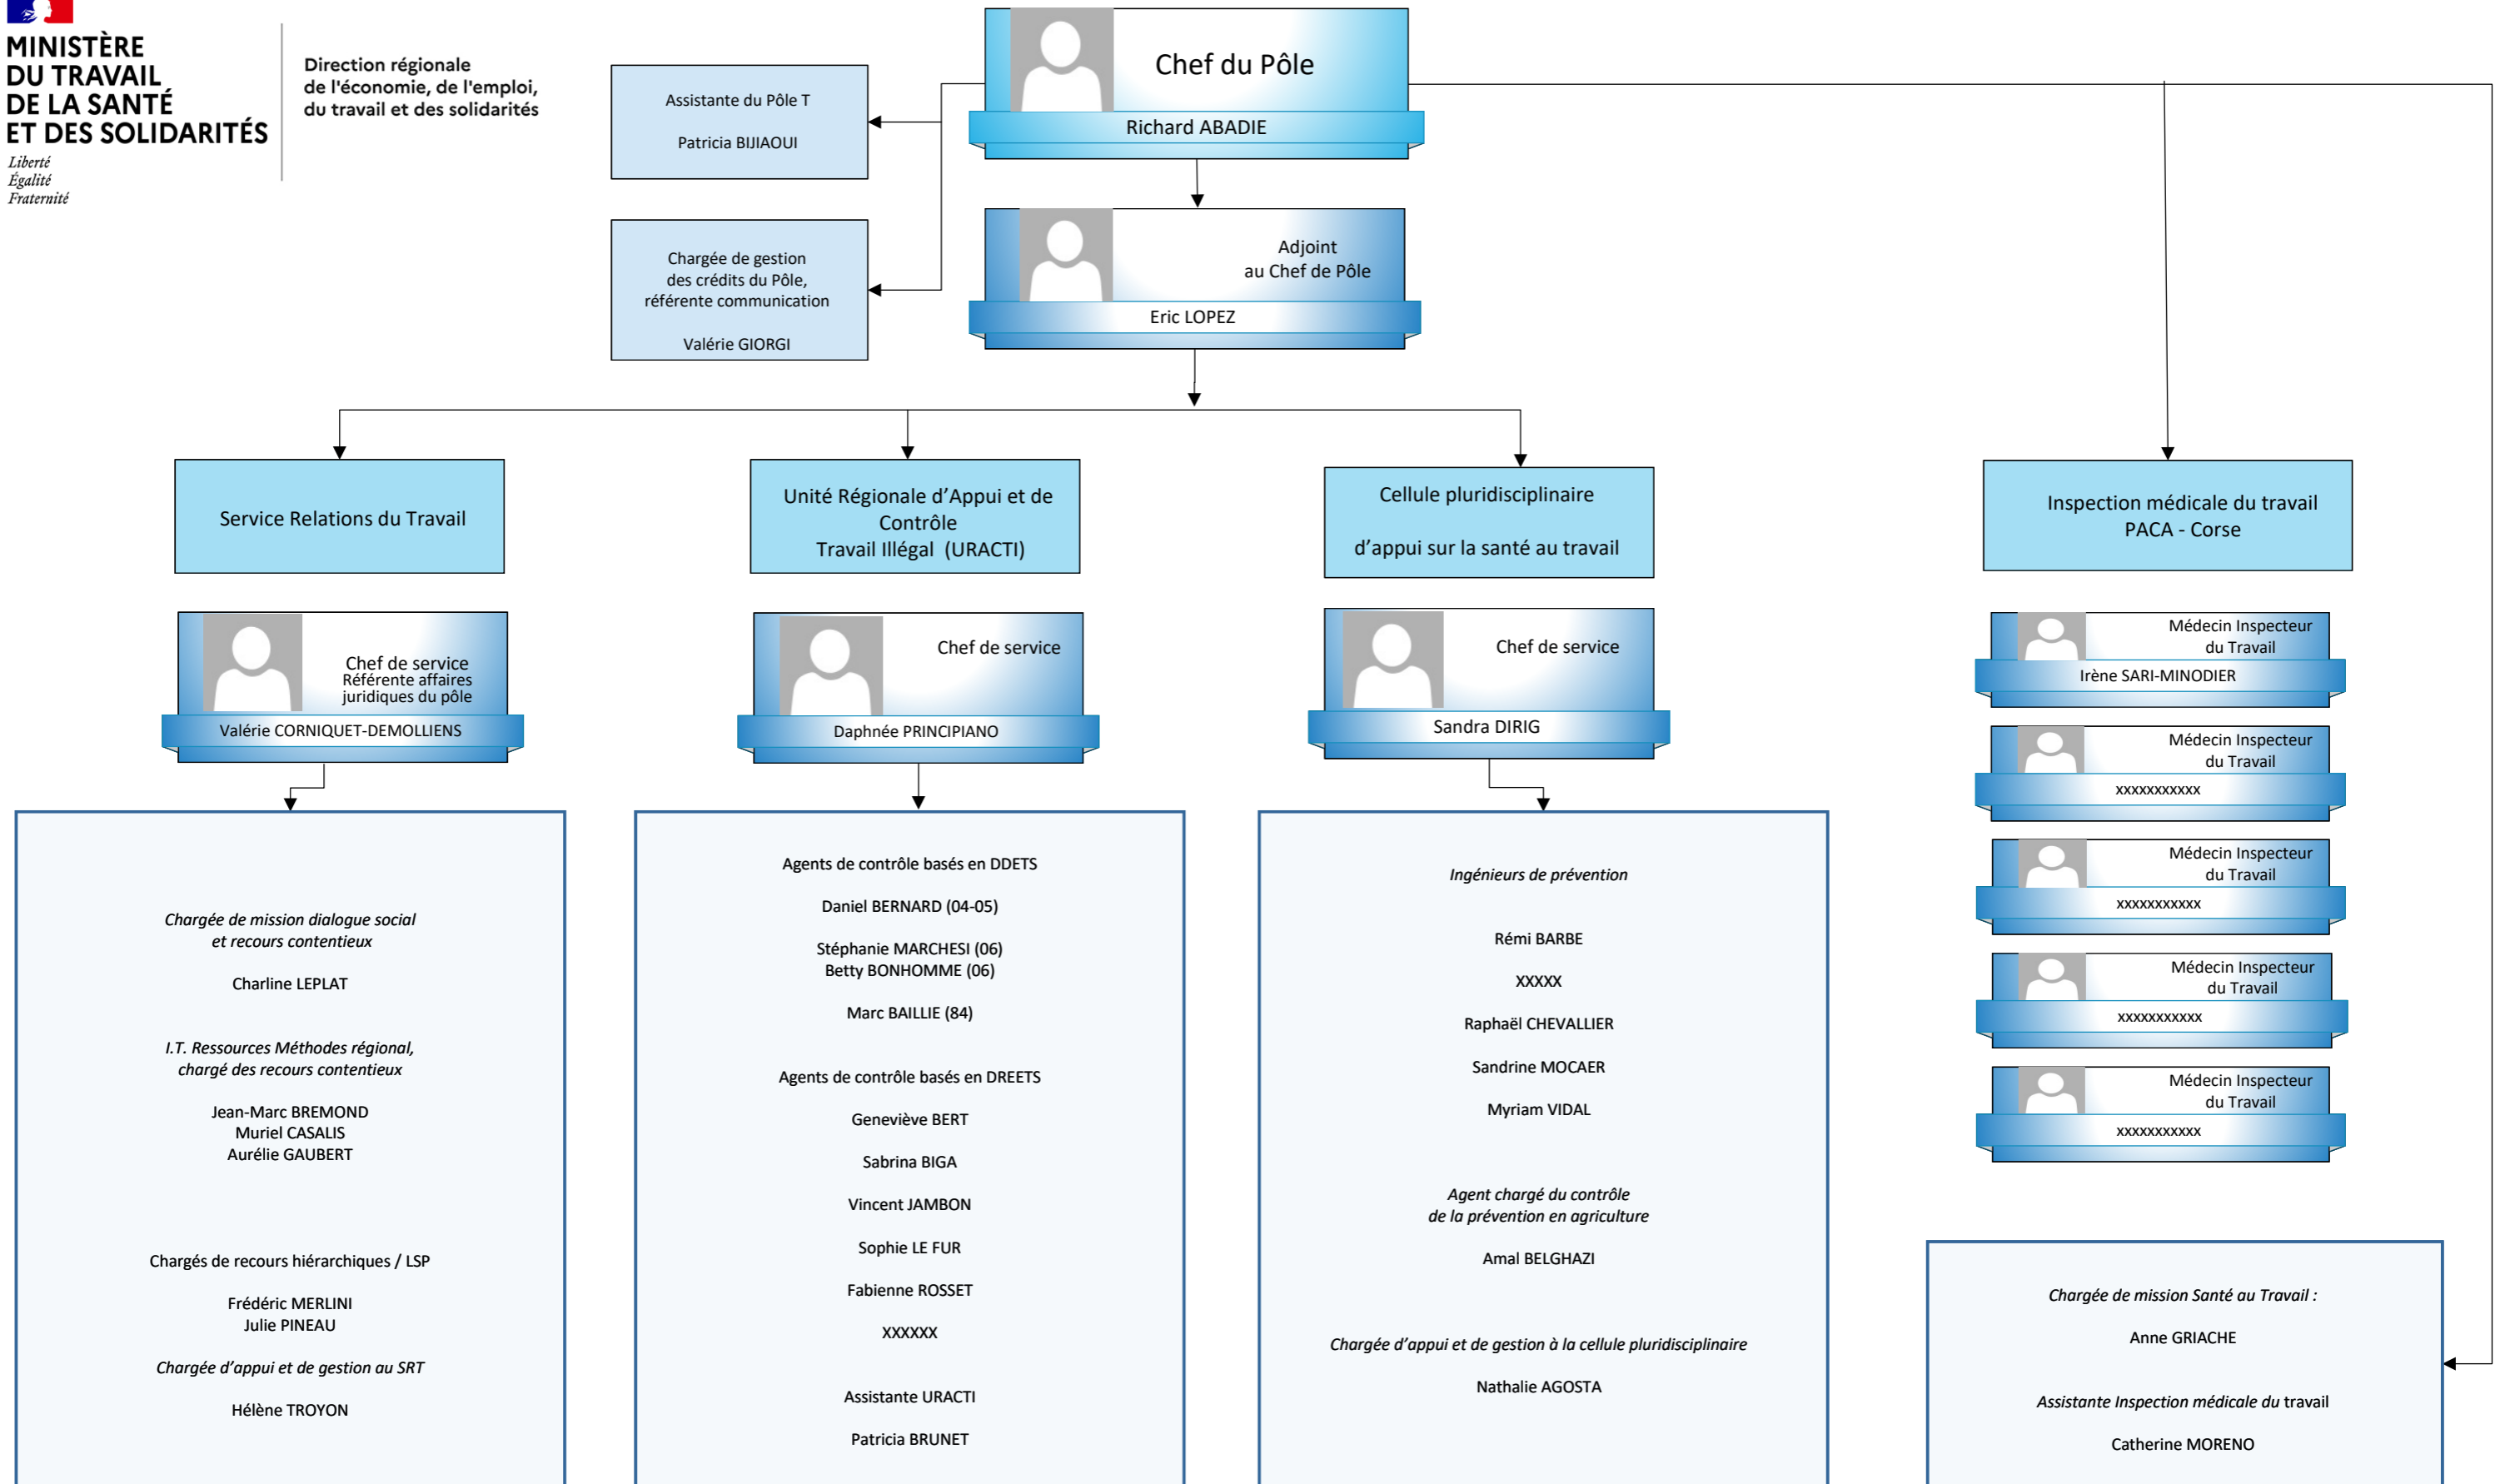 MINISTÈRE
DU TRAVAIL
DE LA SANTÉ
ET DES SOLIDARITÉS
Liberté
Égalité
Fraternité
Direction régionale
de l'économie, de l'emploi,
du travail et des solidarités
Chef du Pôle
Richard ABADIE
Assistante du Pôle T
Patricia BIJIAOUI
Chargée de gestion
des crédits du Pôle,
référente communication
Valérie GIORGI
Adjoint
au Chef de Pôle
Eric LOPEZ
Service Relations du Travail
Chef de service
Référente affaires
juridiques du pôle
Valérie CORNIQUET-DEMOLLIENS
Chargée de mission dialogue social
et recours contentieux
Charline LEPLAT
I.T. Ressources Méthodes régional,
chargé des recours contentieux
Jean-Marc BREMOND
Muriel CASALIS
Aurélie GAUBERT
Chargés de recours hiérarchiques / LSP
Frédéric MERLINI
Julie PINEAU
Chargée d'appui et de gestion au SRT
Hélène TROYON
Unité Régionale d'Appui et de
Contrôle
Travail Illégal (URACTI)
Chef de service
Daphnée PRINCIPIANO
Agents de contrôle basés en DDETS
Daniel BERNARD (04-05)
Stéphanie MARCHESI (06)
Betty BONHOMME (06)
Marc BAILLIE (84)
Agents de contrôle basés en DREETS
Geneviève BERT
Sabrina BIGA
Vincent JAMBON
Sophie LE FUR
Fabienne ROSSET
XXXXXX
Assistante URACTI
Patricia BRUNET
Cellule pluridisciplinaire
d'appui sur la santé au travail
Chef de service
Sandra DIRIG
Ingénieurs de prévention
Rémi BARBE
XXXXX
Raphaël CHEVALLIER
Sandrine MOCAER
Myriam VIDAL
Agent chargé du contrôle
de la prévention en agriculture
Amal BELGHAZI
Chargée d'appui et de gestion à la cellule pluridisciplinaire
Nathalie AGOSTA
Inspection médicale du travail
PACA - Corse
Médecin Inspecteur
du Travail
Irène SARI-MINODIER
Médecin Inspecteur
du Travail
xxxxxxxxxxx
Médecin Inspecteur
du Travail
xxxxxxxxxxx
Médecin Inspecteur
du Travail
xxxxxxxxxxx
Médecin Inspecteur
du Travail
xxxxxxxxxxx
Chargée de mission Santé au Travail :
Anne GRIACHE
Assistante Inspection médicale du travail
Catherine MORENO